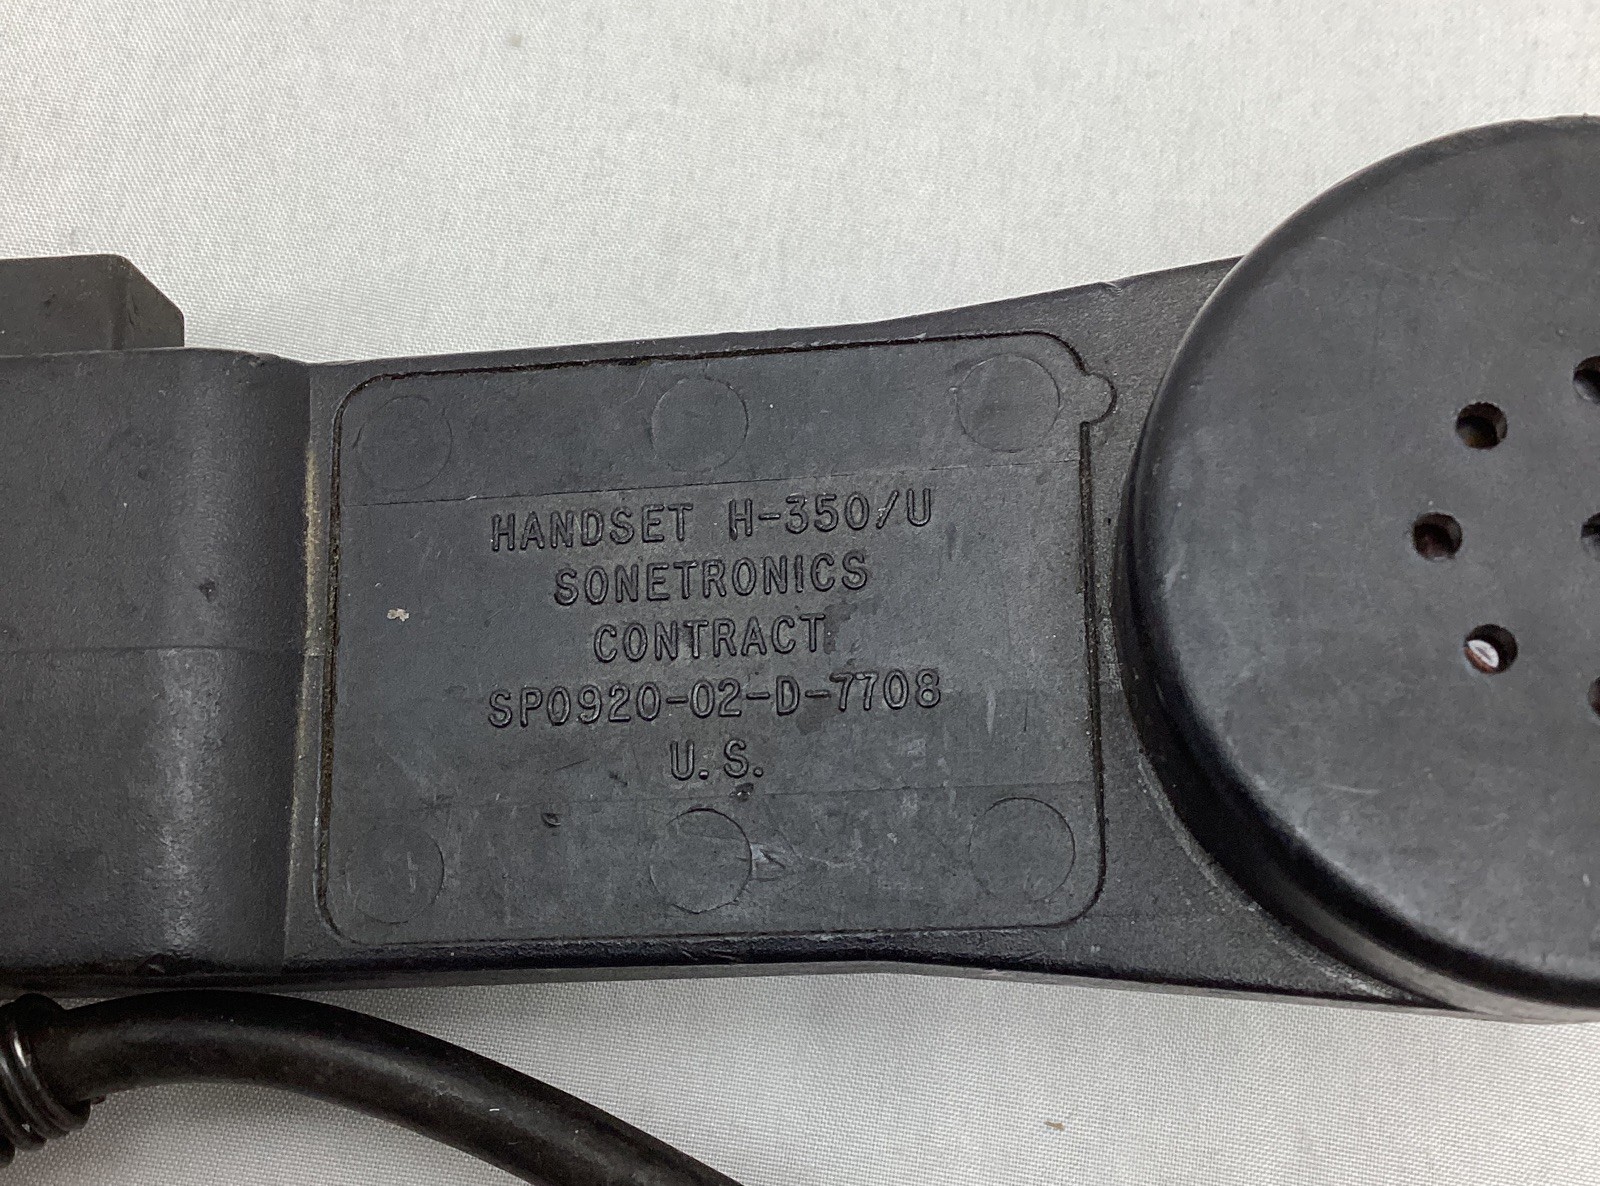 HANDSET H-350/U
SONETRONICS
CONTRACT
SP0920-02-D-7708
U.S.